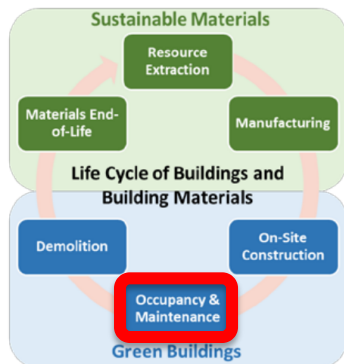 Sustainable Materials
Resource
Extraction
Materials End-
of-Life
Manufacturing
Life Cycle of Buildings and
Building Materials
Demolition
On-Site
Construction
Occupancy &
Maintenance
Green Buildings